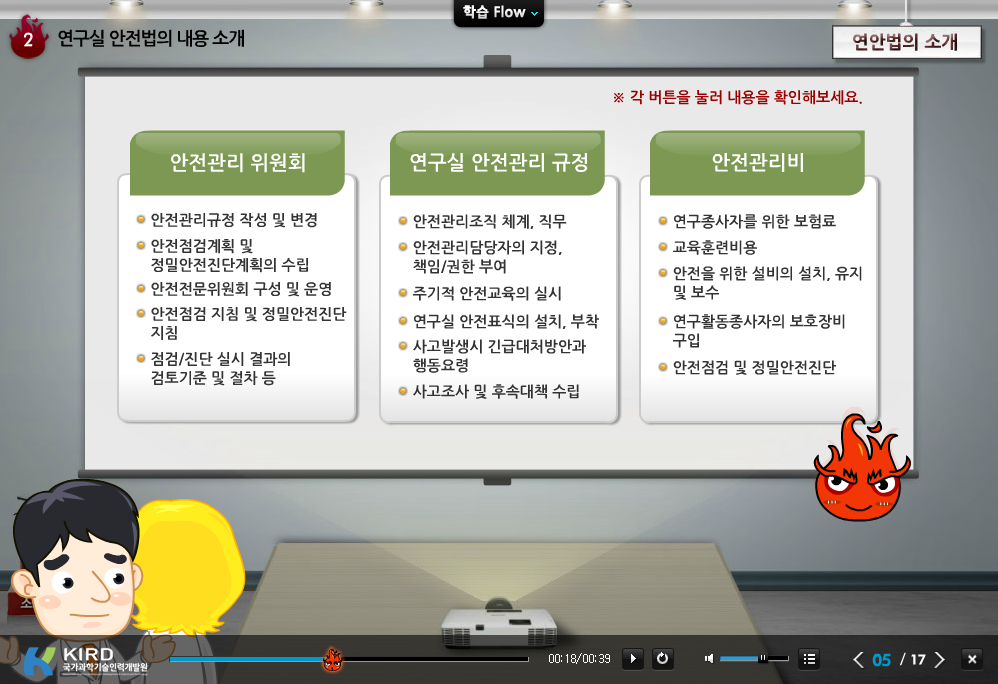 학습 Flow
2 연구실 안전법의 내용 소개
연안법의 소개
※ 각 버튼을 눌러 내용을 확인해보세요.
안전관리 위원회
안전관리규정 작성 및 변경
안전점검계획 및
정밀안전진단계획의 수립
안전전문위원회 구성 및 운영
안전점검 지침 및 정밀안전진단
지침
점검/진단 실시 결과의
검토기준 및 절차 등
연구실 안전관리 규정
안전관리조직 체계, 직무
안전관리담당자의 지정,
책임/권한 부여
주기적 안전교육의 실시
연구실 안전표식의 설치, 부착
사고발생시 긴급대처방안과
행동요령
사고조사 및 후속대책 수립
안전관리비
연구종사자를 위한 보험료
교육훈련비용
안전을 위한 설비의 설치, 유지
및 보수
연구활동종사자의 보호장비
구입
안전점검 및 정밀안전진단
KIRD
국가과학기술인력개발원
00:18/00:39
05 / 17